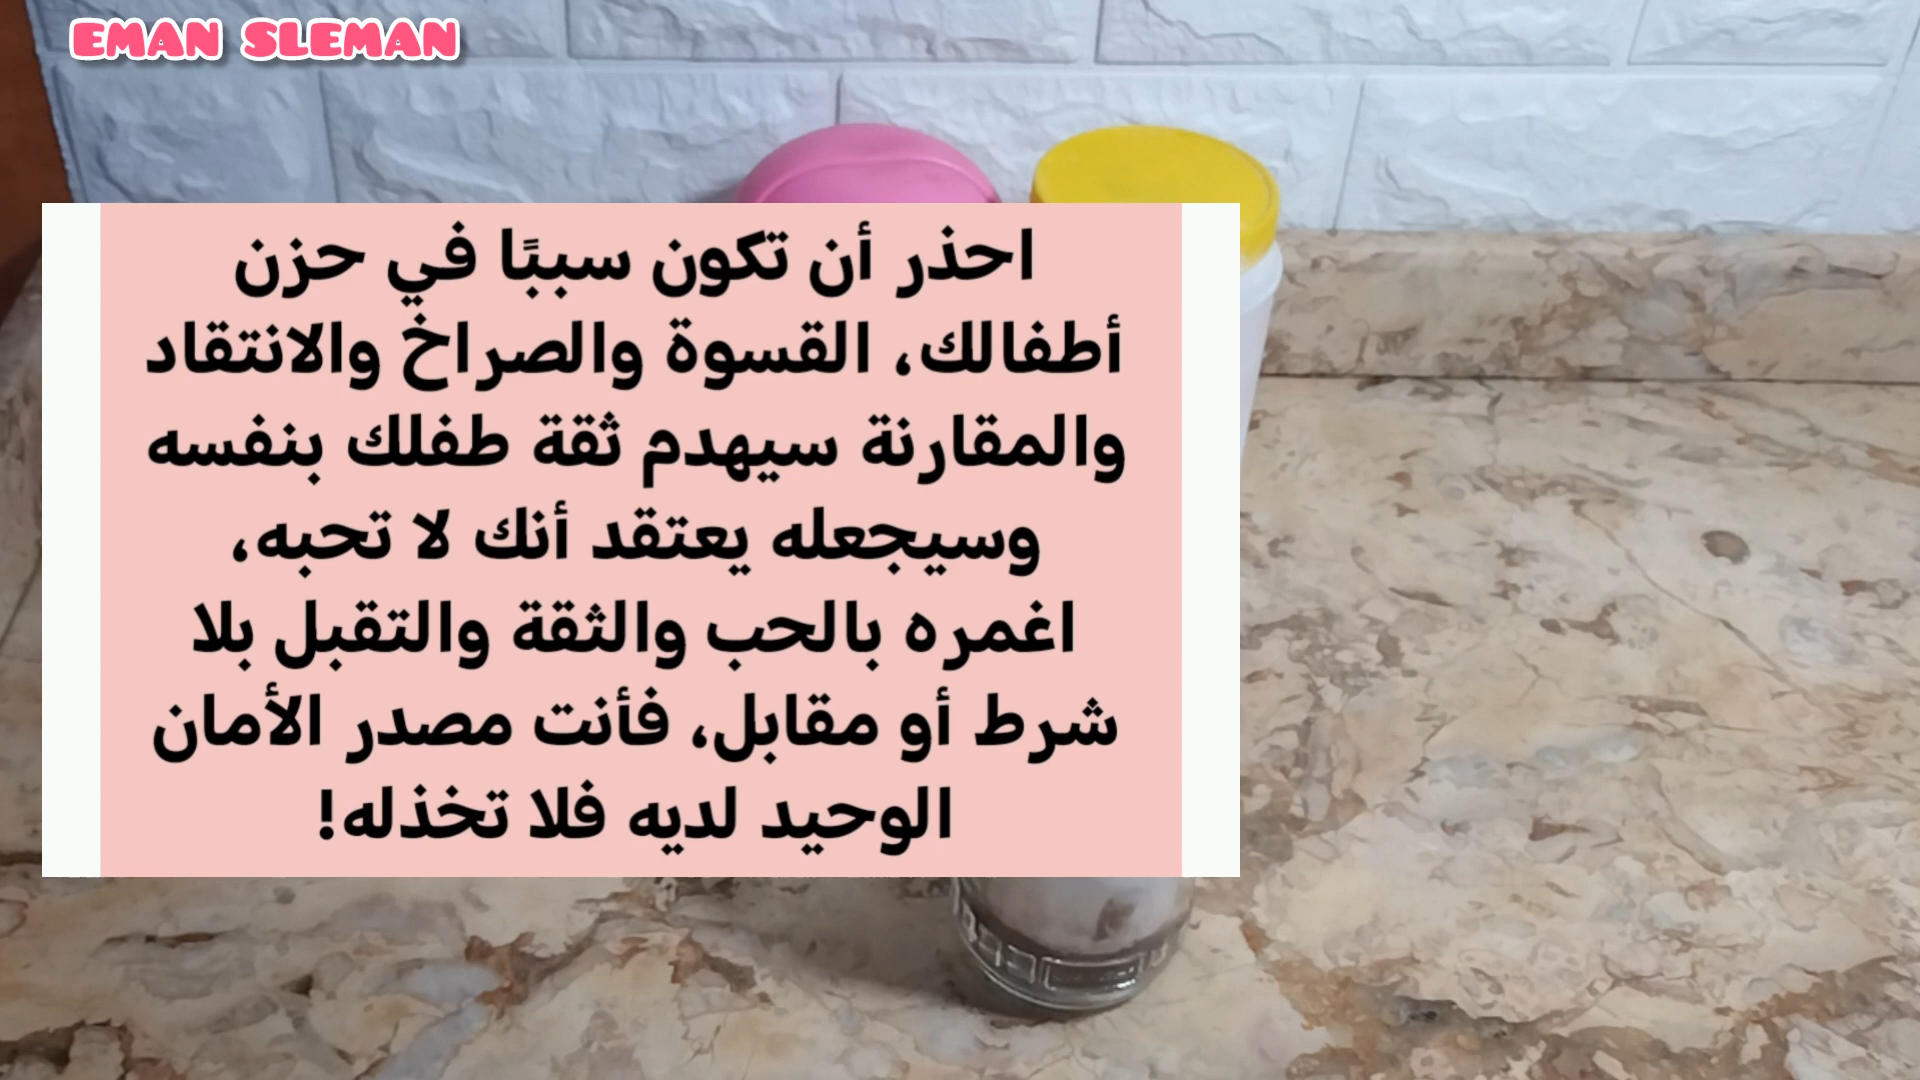 EMAN SLEMAN
احذر أن تكون سببًا في حزن
أطفالك، القسوة والصراخ والانتقاد
والمقارنة سيهدم ثقة طفلك بنفسه
وسيجعله يعتقد أنك لا تحبه،
اغمره بالحب والثقة والتقبل بلا
شرط أو مقابل، فأنت مصدر الأمان
الوحيد لديه فلا تخذله!